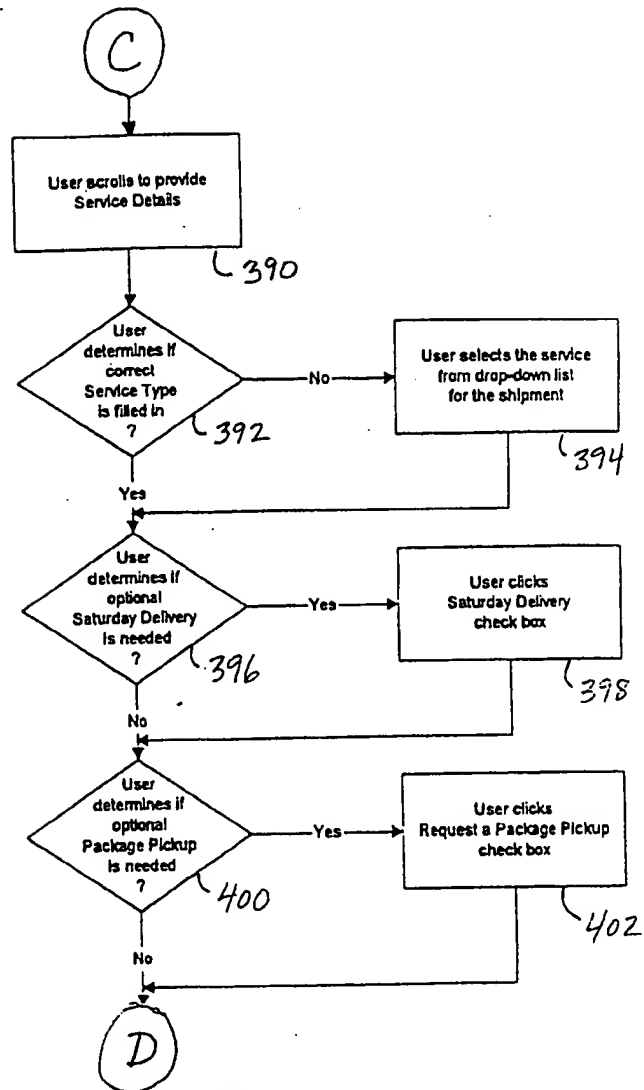 C
User scrolls to provide
Service Details
390
User
determines if
correct
Service Type
is filled in
?
392
No
User selects the service
from drop-down list
for the shipment
394
Yes
User
determines if
optional
Saturday Delivery
is needed
?
396
Yes
User clicks
Saturday Delivery
check box
398
No
User
determines if
optional
Package Pickup
is needed
?
400
Yes
User clicks
Request a Package Pickup
check box
402
No
D